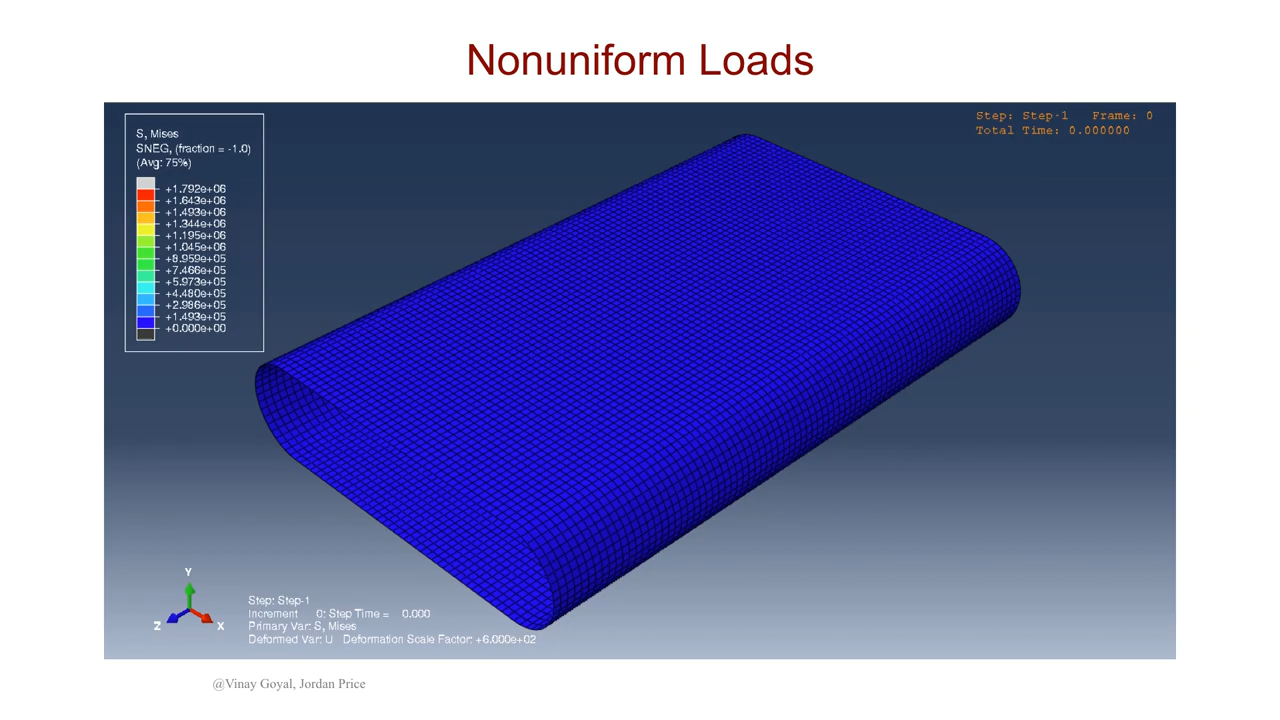 Nonuniform Loads
S, Mises
SNEG, (fraction = -1.0)
(Avg: 75%)
+1.792e+06
+1.643e+06
+1.493e+06
+1.344e+06
+1.195e+06
+1.045e+06
+8.959e+05
+7.466e+05
+5.973e+05
+4.480e+05
+2.986e+05
+1.493e+05
+0.000e+00
Step: Step-1 Frame: 0
Total Time: 0.000000
Y
Z
X
Step: Step-1
Increment 0: Step Time = 0.000
Primary Var: S, Mises
Deformed Var: U Deformation Scale Factor: +6.000e+02
@Vinay Goyal, Jordan Price